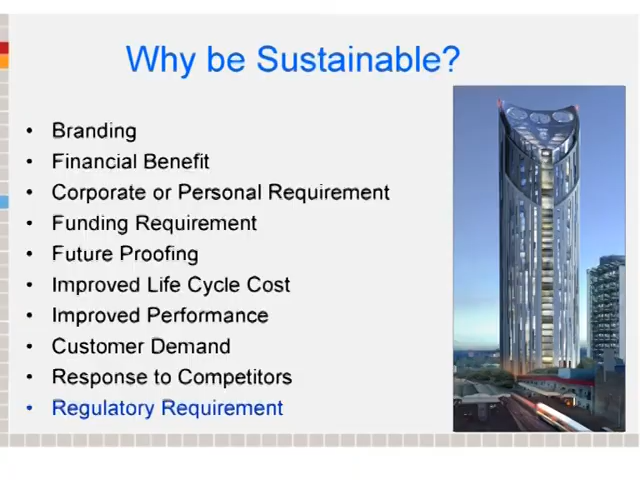 Why be Sustainable?
• Branding
• Financial Benefit
• Corporate or Personal Requirement
• Funding Requirement
• Future Proofing
• Improved Life Cycle Cost
• Improved Performance
• Customer Demand
• Response to Competitors
• Regulatory Requirement